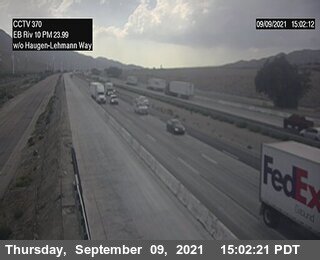 CCTV 370
EB Riv 10 PM 23.99
w/o Haugen-Lehmann Way
09/09/2021 15:02:12
FedEx
Ground
Thursday, September 09, 2021 15:02:21 PDT